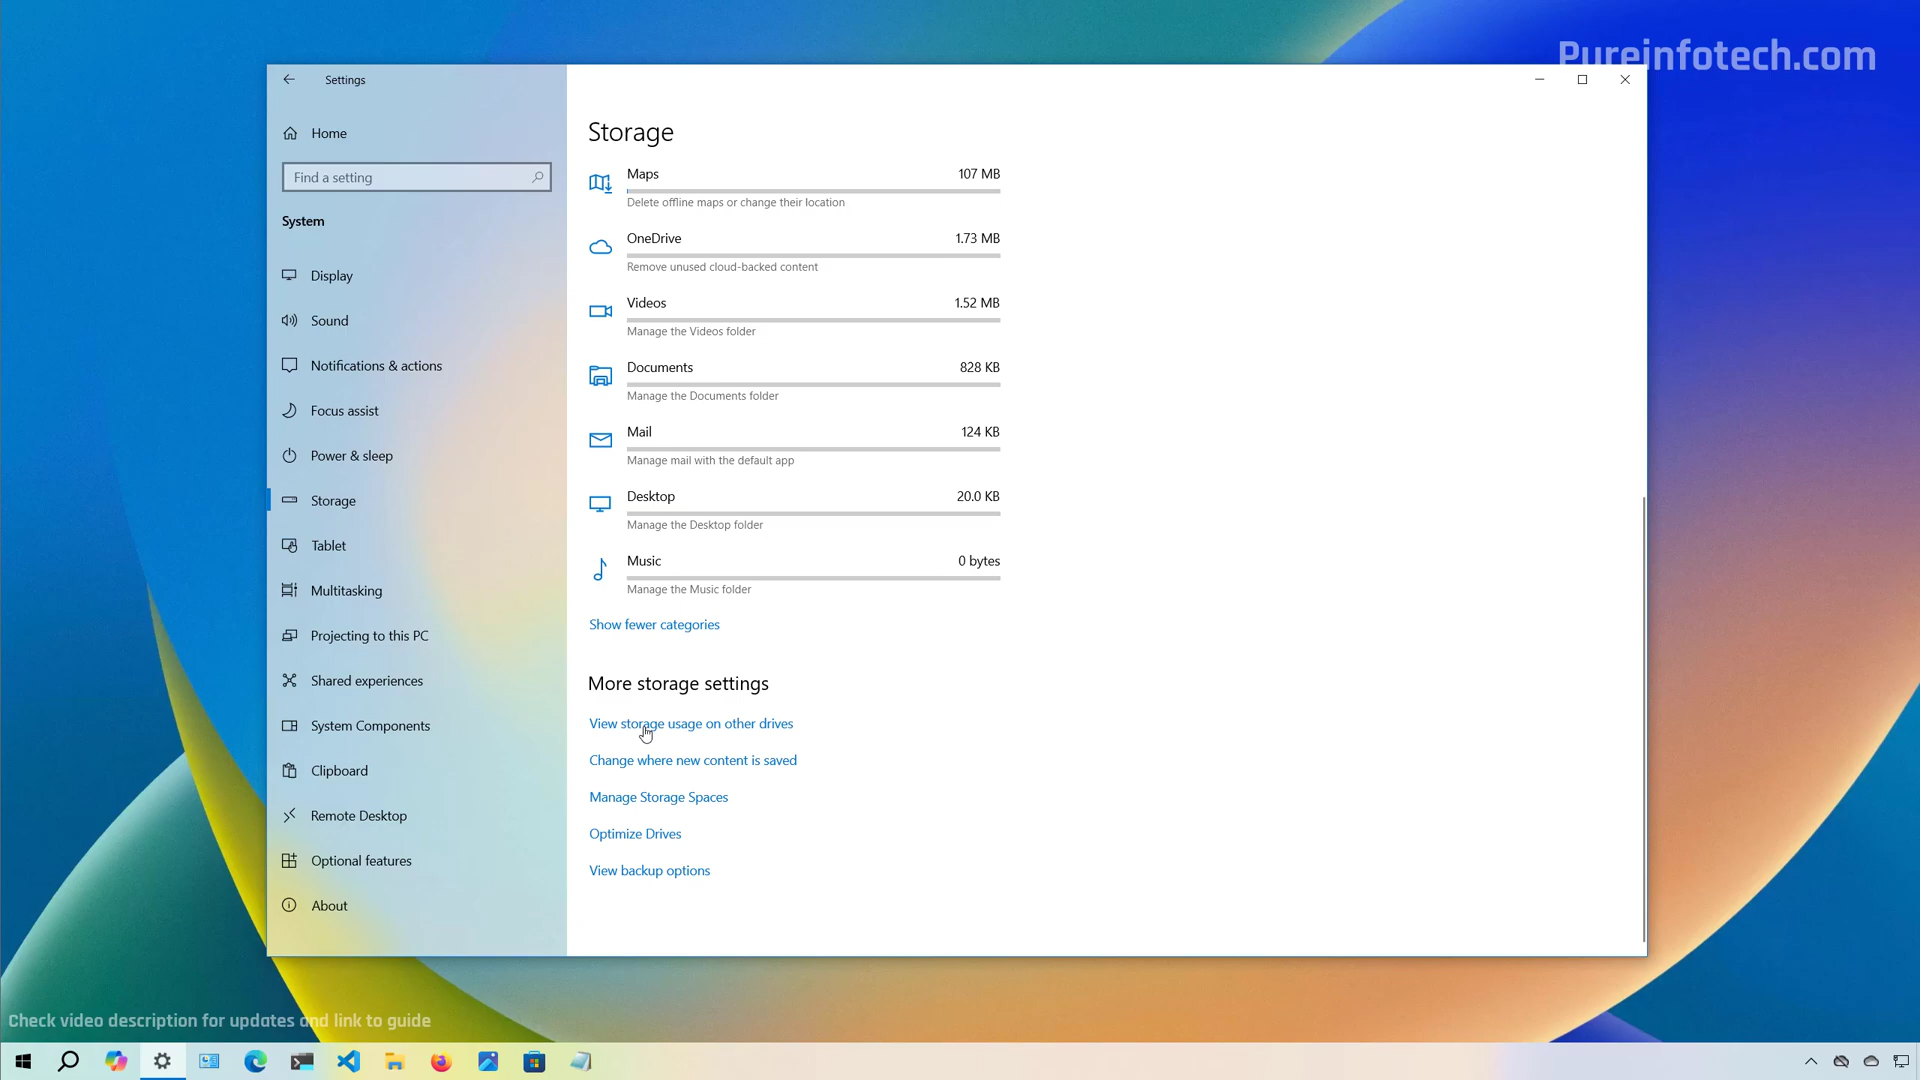 Pureinfotech.com
Settings
Home
Find a setting
System
Display
Sound
Notifications & actions
Focus assist
Power & sleep
Storage
Tablet
Multitasking
Projecting to this PC
Shared experiences
System Components
Clipboard
Remote Desktop
Optional features
About
Storage
Maps 107 MB
Delete offline maps or change their location
OneDrive 1.73 MB
Remove unused cloud-backed content
Videos 1.52 MB
Manage the Videos folder
Documents 828 KB
Manage the Documents folder
Mail 124 KB
Manage mail with the default app
Desktop 20.0 KB
Manage the Desktop folder
Music 0 bytes
Manage the Music folder
Show fewer categories
More storage settings
View storage usage on other drives
Change where new content is saved
Manage Storage Spaces
Optimize Drives
View backup options
Check video description for updates and link to guide